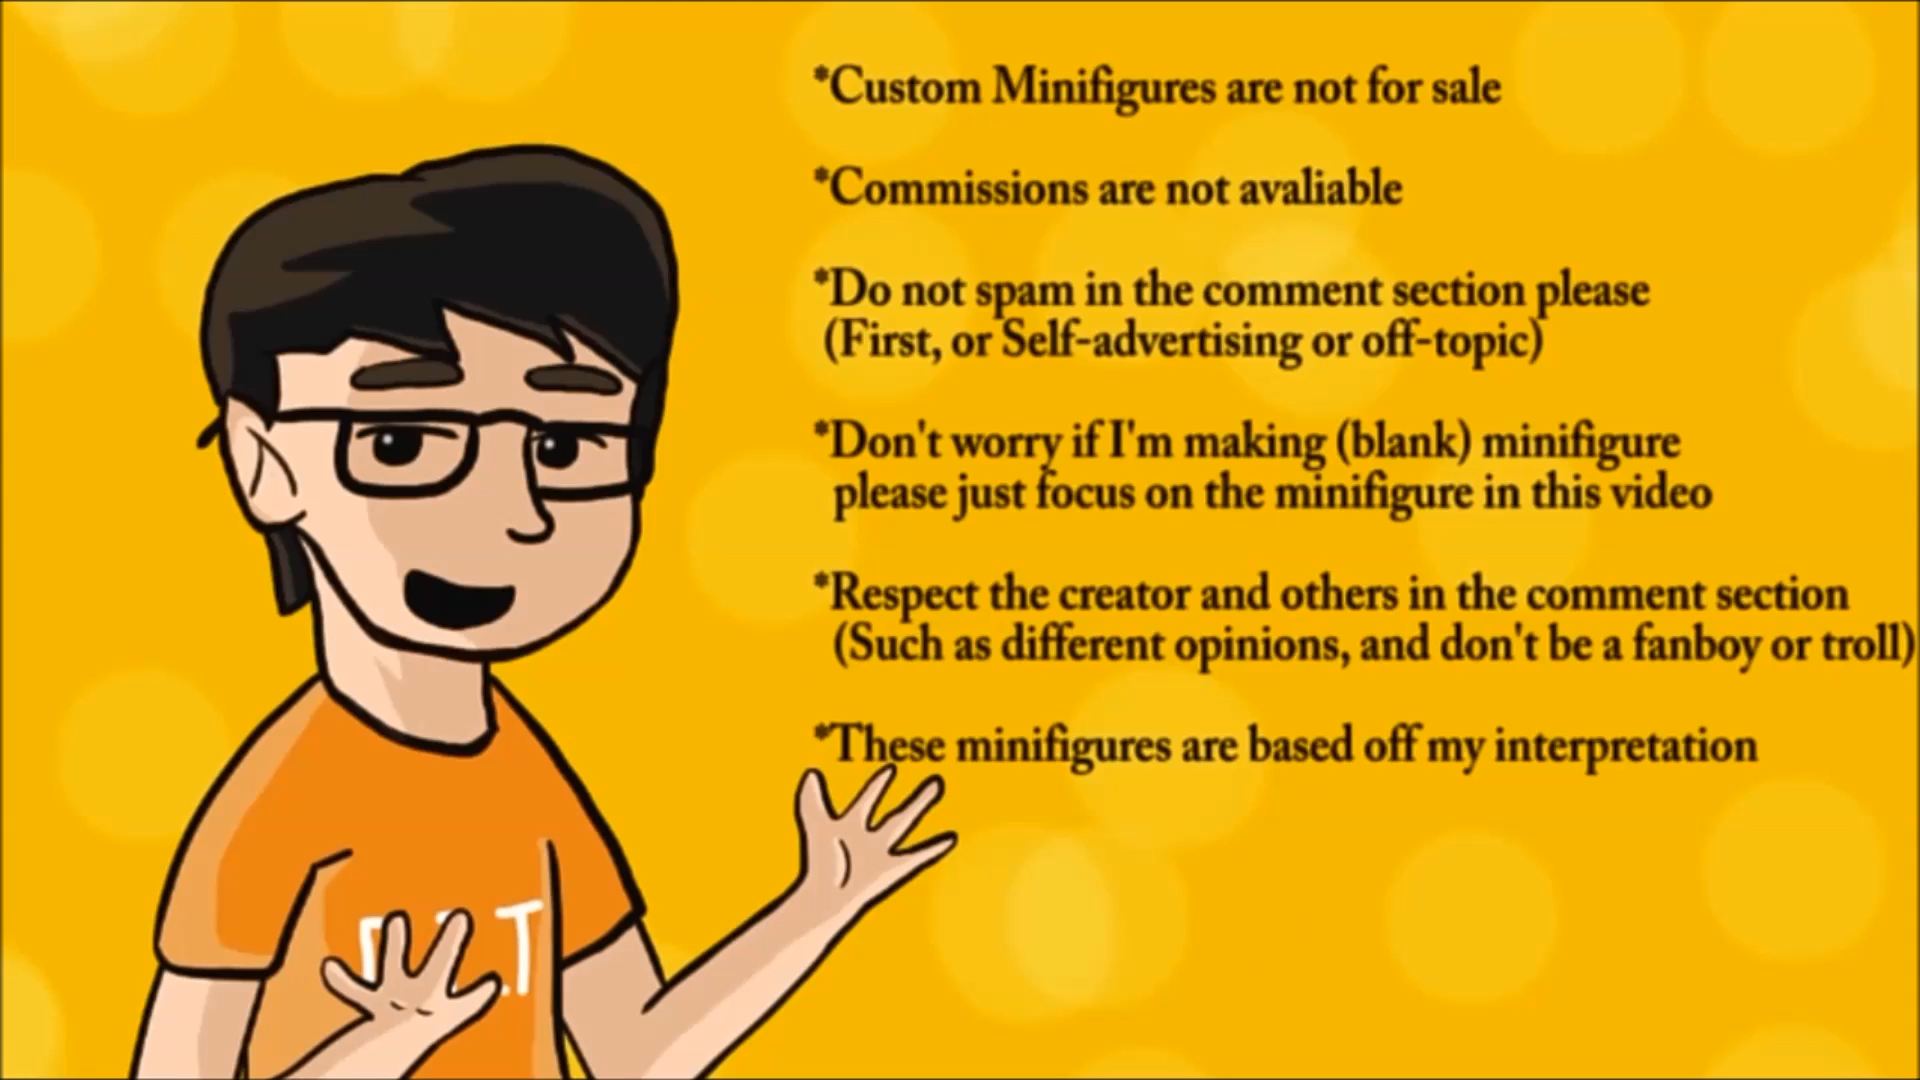 *Custom Minifigures are not for sale
*Commissions are not avaliable
*Do not spam in the comment section please
(First, or Self-advertising or off-topic)
*Don't worry if I'm making (blank) minifigure
please just focus on the minifigure in this video
*Respect the creator and others in the comment section
(Such as different opinions, and don't be a fanboy or troll)
*These minifigures are based off my interpretation